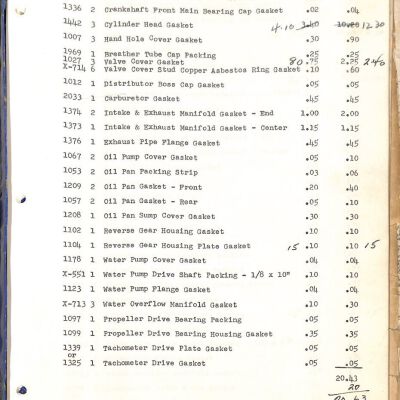 1336 2 Crankshaft Front Main Bearing Cap Gasket .02 .04
1442 3 Cylinder Head Gasket 4.10 3.40 10.20 12.30
1007 3 Hand Hole Cover Gasket .30 .90
1969 1 Breather Tube Cap Packing .25 .25
1027 3 Valve Cover Gasket 80 .75 2.25 2.40
X-714 6 Valve Cover Stud Copper Asbestos Ring Gasket .10 .60
1012 1 Distributor Boss Cap Gasket .05 .05
2033 1 Carburetor Gasket .45 .45
1374 2 Intake & Exhaust Manifold Gasket - End 1.00 2.00
1373 1 Intake & Exhaust Manifold Gasket - Center 1.15 1.15
1376 1 Exhaust Pipe Flange Gasket .45 .45
1067 2 Oil Pump Cover Gasket .05 .10
1053 2 Oil Pan Packing Strip .03 .06
1209 2 Oil Pan Gasket - Front .20 .40
1057 2 Oil Pan Gasket - Rear .05 .10
1208 1 Oil Pan Sump Cover Gasket .30 .30
1102 1 Reverse Gear Housing Gasket .10 .10
1104 1 Reverse Gear Housing Plate Gasket 15 .10 .10 15
1178 1 Water Pump Cover Gasket .04 .04
X-551 1 Water Pump Drive Shaft Packing - 1/8 x 10" .10 .10
1123 1 Water Pump Flange Gasket .04 .04
X-713 3 Water Overflow Manifold Gasket .10 .30
1097 1 Propeller Drive Bearing Packing .05 .05
1099 1 Propeller Drive Bearing Housing Gasket .35 .35
1339 1 Tachometer Drive Plate Gasket .05 .05
or
1325 1 Tachometer Drive Gasket .05 .05
20.43
20